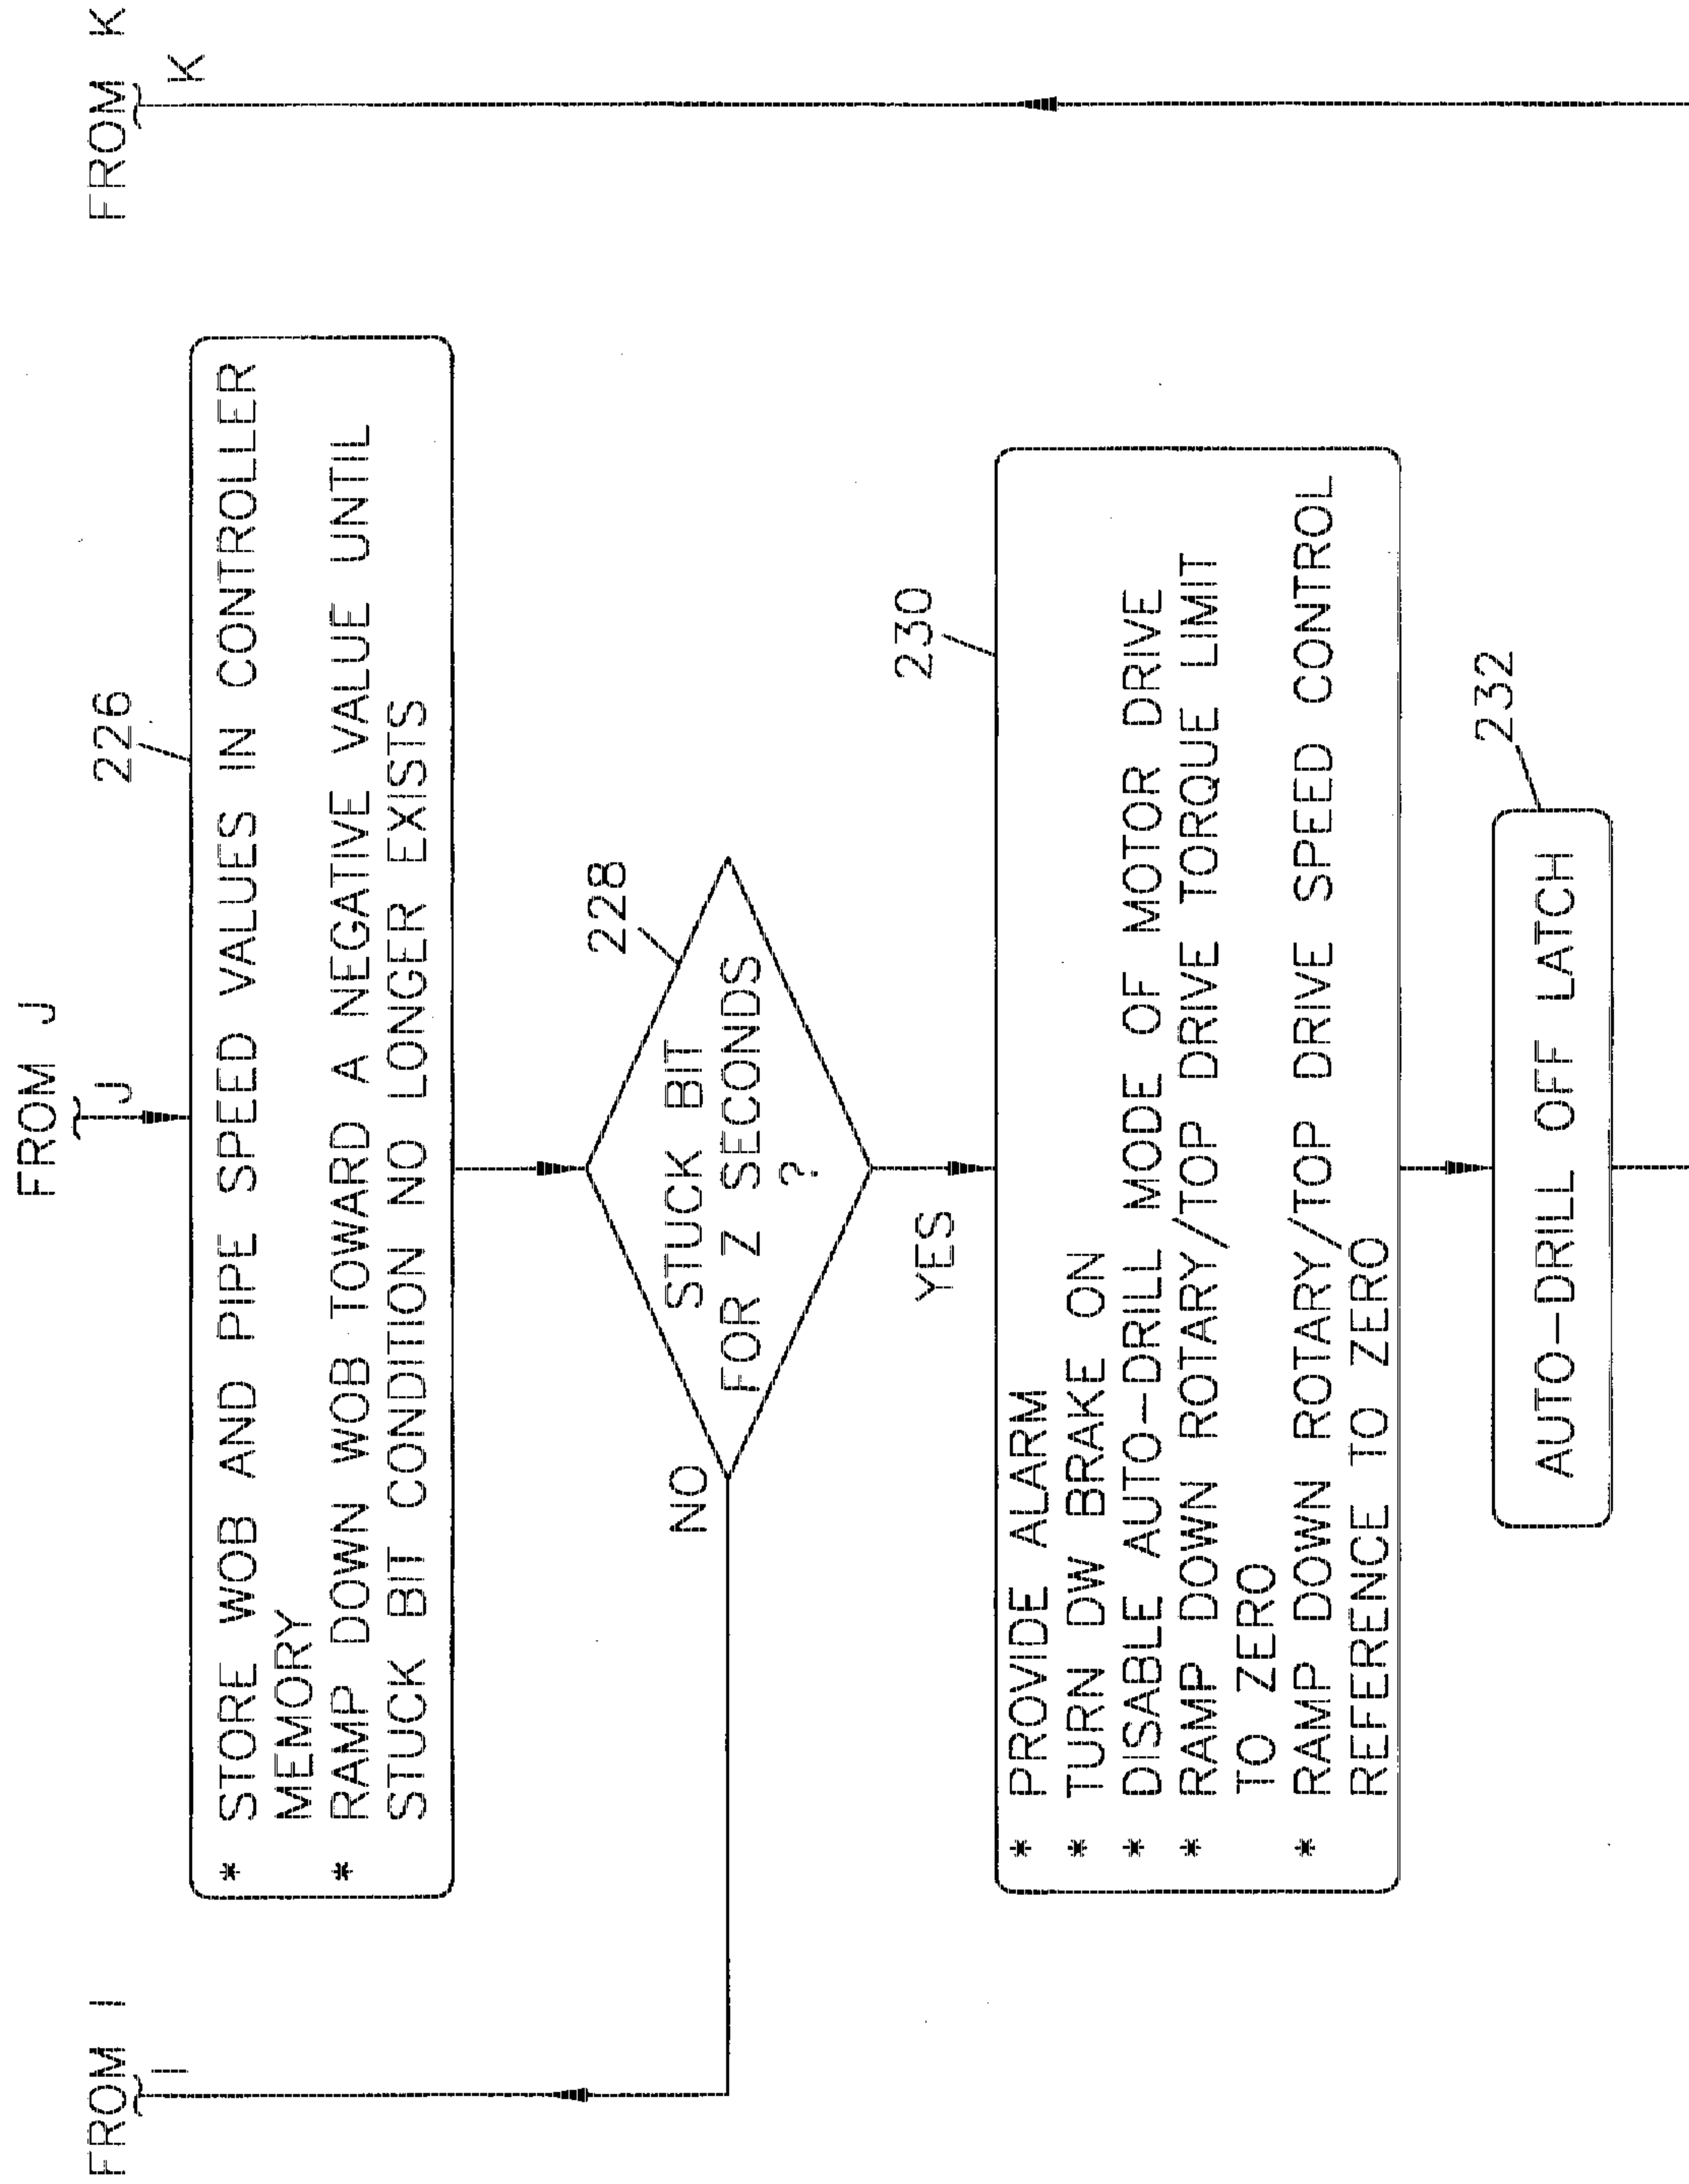 FROM J
J
FROM I
I
FROM K
K
226
* STORE WOB AND PIPE SPEED VALUES IN CONTROLLER
MEMORY
* RAMP DOWN WOB TOWARD A NEGATIVE VALUE UNTIL
STUCK BIT CONDITION NO LONGER EXISTS
228
STUCK BIT
FOR Z SECONDS
?
NO
YES
230
* PROVIDE ALARM
* TURN DW BRAKE ON
* DISABLE AUTO-DRILL MODE OF MOTOR DRIVE
* RAMP DOWN ROTARY/TOP DRIVE TORQUE LIMIT
TO ZERO
* RAMP DOWN ROTARY/TOP DRIVE SPEED CONTROL
REFERENCE TO ZERO
232
AUTO-DRILL OFF LATCH